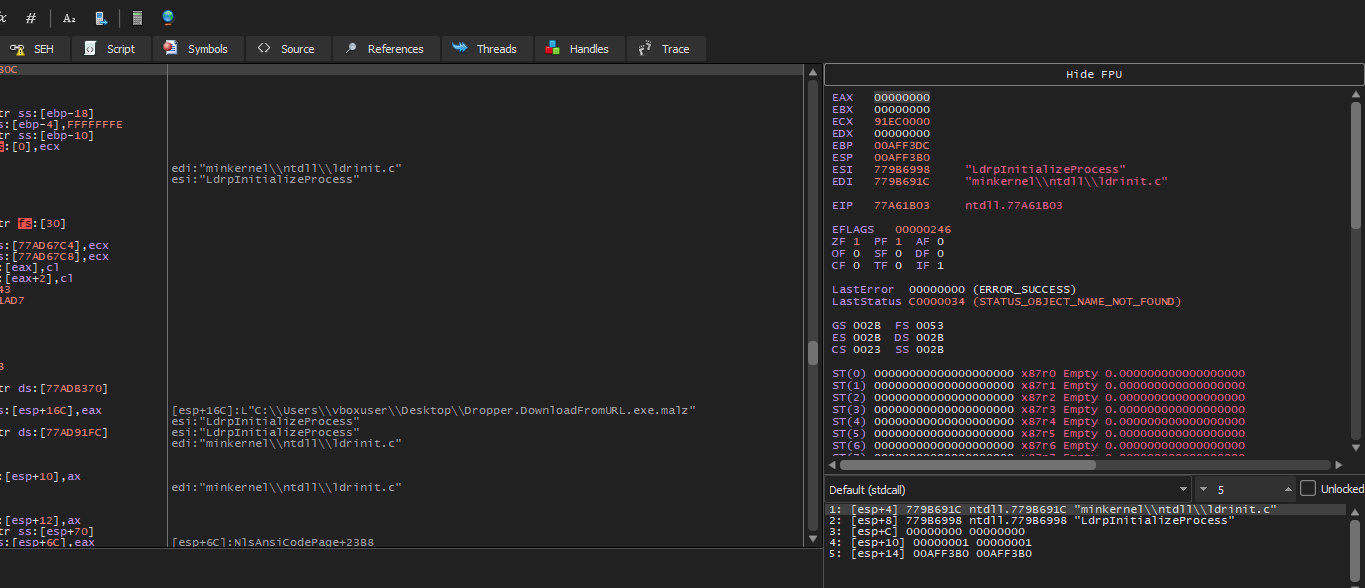 #
A₂
SEH Script Symbols Source References Threads Handles Trace
30C
tr ss:[ebp-18]
s:[ebp-4],FFFFFFFE
tr ss:[ebp-10]
s:[0],ecx
edi:"minkernel\\ntdll\\ldrinit.c"
esi:"LdrpInitializeProcess"
tr fs:[30]
s:[77AD67C4],ecx
s:[77AD67C8],ecx
:[eax],cl
:[eax+2],cl
43
1AD7
tr ds:[77ADB370]
s:[esp+16C],eax [esp+16C]:L"C:\\Users\\vboxuser\\Desktop\\Dropper.DownloadFromURL.exe.malz"
esi:"LdrpInitializeProcess"
tr ds:[77AD91FC] esi:"LdrpInitializeProcess"
edi:"minkernel\\ntdll\\ldrinit.c"
:[esp+10],ax
edi:"minkernel\\ntdll\\ldrinit.c"
:[esp+12],ax
tr ss:[esp+70]
s:[esp+6C],eax [esp+6C]:NlsAnsiCodePage+23B8
Hide FPU
EAX 00000000
EBX 00000000
ECX 91EC0000
EDX 00000000
EBP 00AFF3DC
ESP 00AFF3B0
ESI 779B6998 "LdrpInitializeProcess"
EDI 779B691C "minkernel\\ntdll\\ldrinit.c"
EIP 77A61B03 ntdll.77A61B03
EFLAGS 00000246
ZF 1 PF 1 AF 0
OF 0 SF 0 DF 0
CF 0 TF 0 IF 1
LastError 00000000 (ERROR_SUCCESS)
LastStatus C0000034 (STATUS_OBJECT_NAME_NOT_FOUND)
GS 002B FS 0053
ES 002B DS 002B
CS 0023 SS 002B
ST(0) 00000000000000000000 x87r0 Empty 0.000000000000000000
ST(1) 00000000000000000000 x87r1 Empty 0.000000000000000000
ST(2) 00000000000000000000 x87r2 Empty 0.000000000000000000
ST(3) 00000000000000000000 x87r3 Empty 0.000000000000000000
ST(4) 00000000000000000000 x87r4 Empty 0.000000000000000000
ST(5) 00000000000000000000 x87r5 Empty 0.000000000000000000
ST(6) 00000000000000000000 x87r6 Empty 0.000000000000000000
Default (stdcall) 5 Unlocked
1: [esp+4] 779B691C ntdll.779B691C "minkernel\\ntdll\\ldrinit.c"
2: [esp+8] 779B6998 ntdll.779B6998 "LdrpInitializeProcess"
3: [esp+C] 00000000 00000000
4: [esp+10] 00000001 00000001
5: [esp+14] 00AFF3B0 00AFF3B0